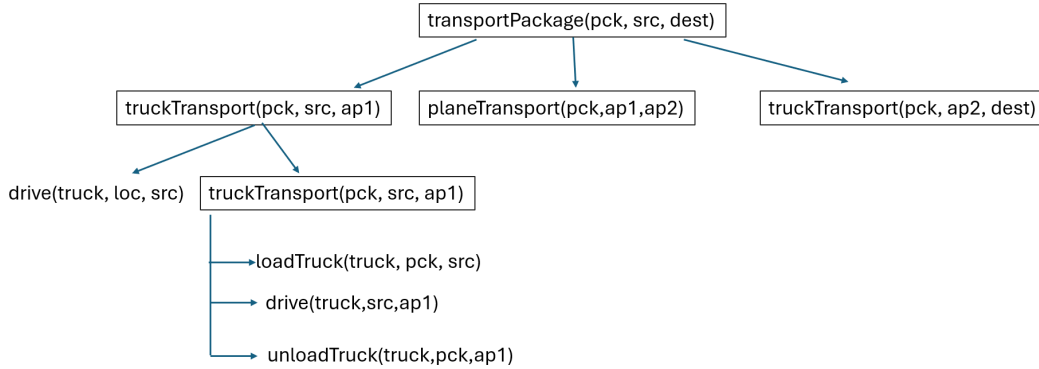 transportPackage(pck, src, dest)
truckTransport(pck, src, ap1)
planeTransport(pck,ap1,ap2)
truckTransport(pck, ap2, dest)
drive(truck, loc, src)
truckTransport(pck, src, ap1)
loadTruck(truck, pck, src)
drive(truck,src,ap1)
unloadTruck(truck,pck,ap1)